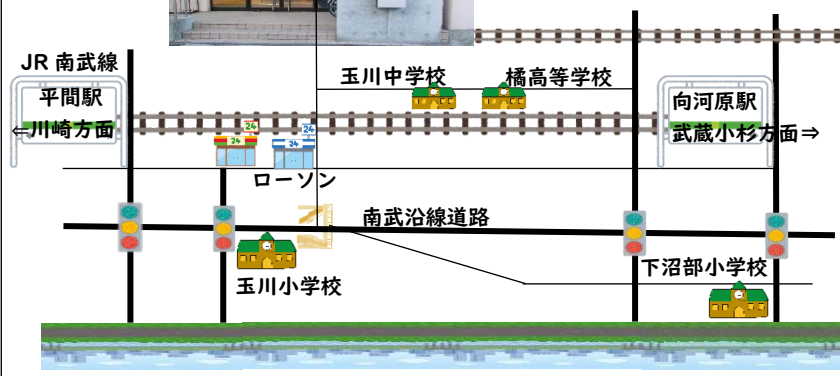 JR 南武線
平間駅
⇐川崎方面
玉川中学校
橘高等学校
向河原駅
武蔵小杉方面⇒
24
24
24
24
ローソン
南武沿線道路
玉川小学校
下沼部小学校